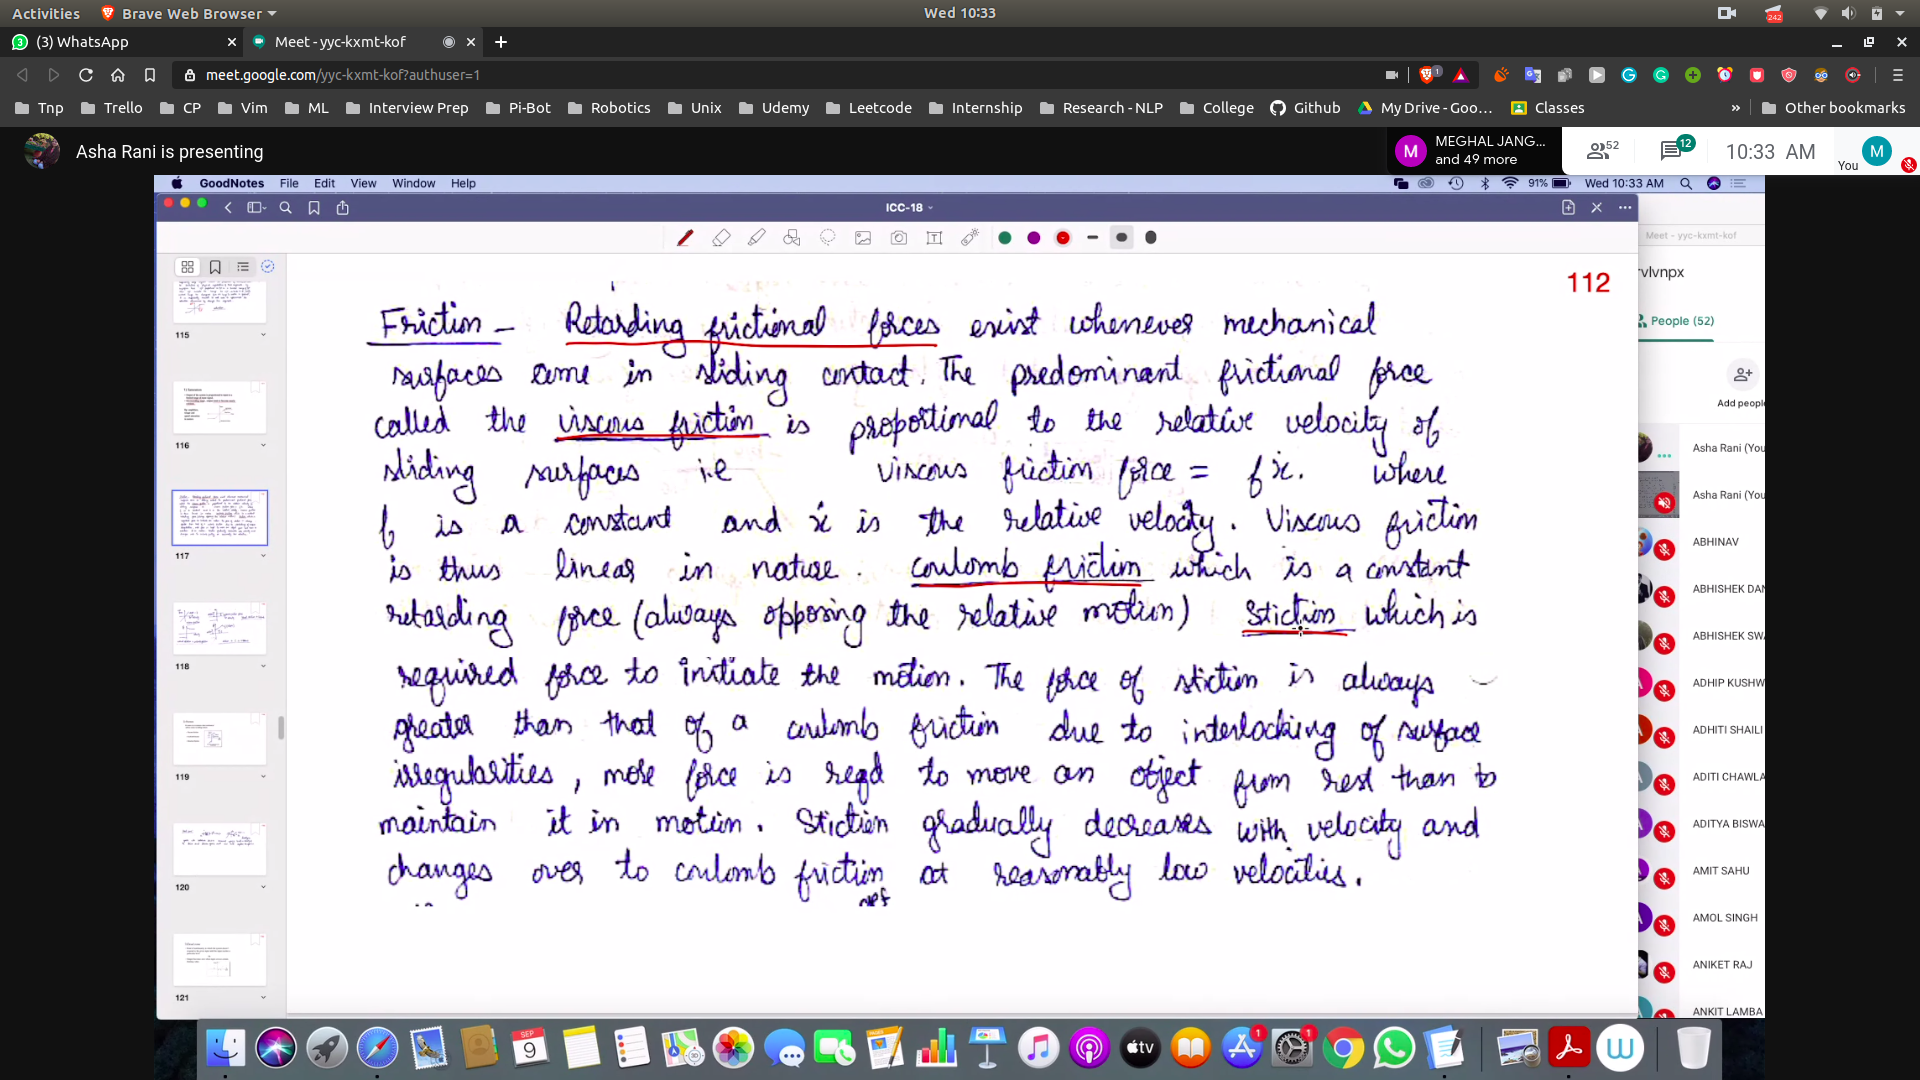 Activities Brave Web Browser Wed 10:33 242
(3) WhatsApp Meet - yyc-kxmt-kof
meet.google.com/yyc-kxmt-kof?authuser=1
Tnp Trello CP Vim ML Interview Prep Pi-Bot Robotics Unix Udemy Leetcode Internship Research - NLP College Github My Drive - Goo... Classes » Other bookmarks
Asha Rani is presenting
M MEGHAL JANG... and 49 more 52 12 10:33 AM You M
GoodNotes File Edit View Window Help 91% Wed 10:33 AM
ICC-18
Meet - yyc-kxmt-kof
rvlvnpx
People (52)
Add people
112
Friction - Retarding frictional forces exist whenever mechanical
surfaces come in sliding contact. The predominant frictional force
called the viscous friction is proportional to the relative velocity of
sliding surfaces i.e viscous friction force = fẋ. where
f is a constant and ẋ is the relative velocity. Viscous friction
is thus linear in nature. coulomb friction which is a constant
retarding force (always opposing the relative motion) Stiction which is
required force to initiate the motion. The force of stiction is always
greater than that of a coulomb friction due to interlocking of surface
irregularities, more force is reqd to move an object from rest than to
maintain it in motion. Stiction gradually decreases with velocity and
changes over to coulomb friction at reasonably low velocities.
115
116
117
118
119
120
121
Asha Rani (You
Asha Rani (You
ABHINAV
ABHISHEK DAN
ABHISHEK SWA
ADHIP KUSHW
ADHITI SHAILI
ADITI CHAWLA
ADITYA BISWA
AMIT SAHU
AMOL SINGH
ANIKET RAJ
ANKIT LAMBA
SEP 9 tv 1 1